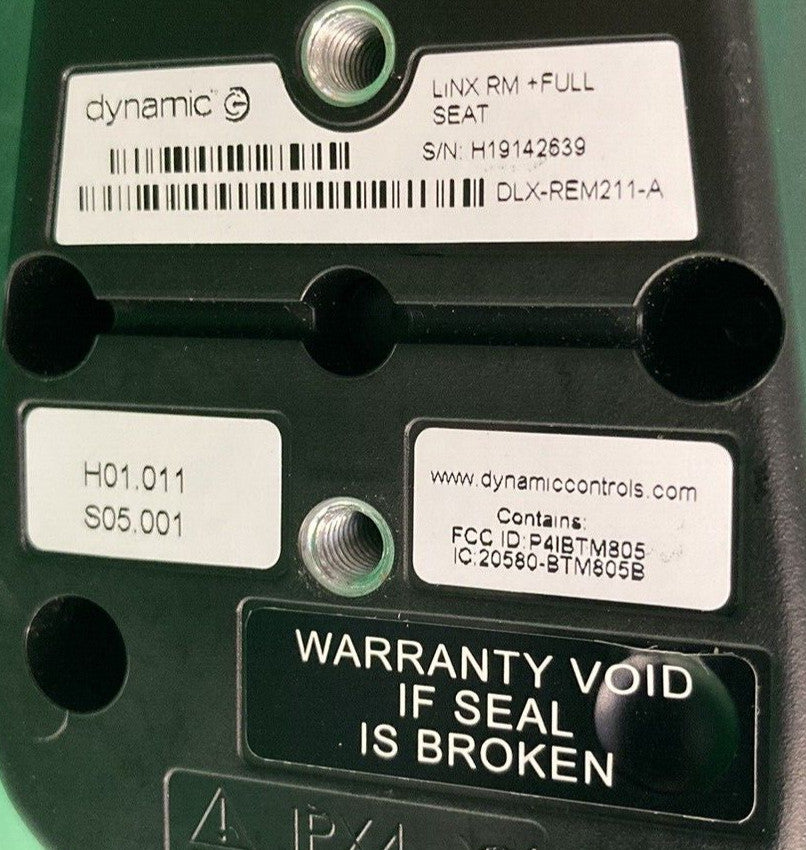 dynamic
LiNX RM +FULL
SEAT
S/N: H19142639
DLX-REM211-A
H01.011
S05.001
www.dynamiccontrols.com
Contains:
FCC ID:P4IBTM805
IC:20580-BTM805B
WARRANTY VOID
IF SEAL
IS BROKEN
IPX4